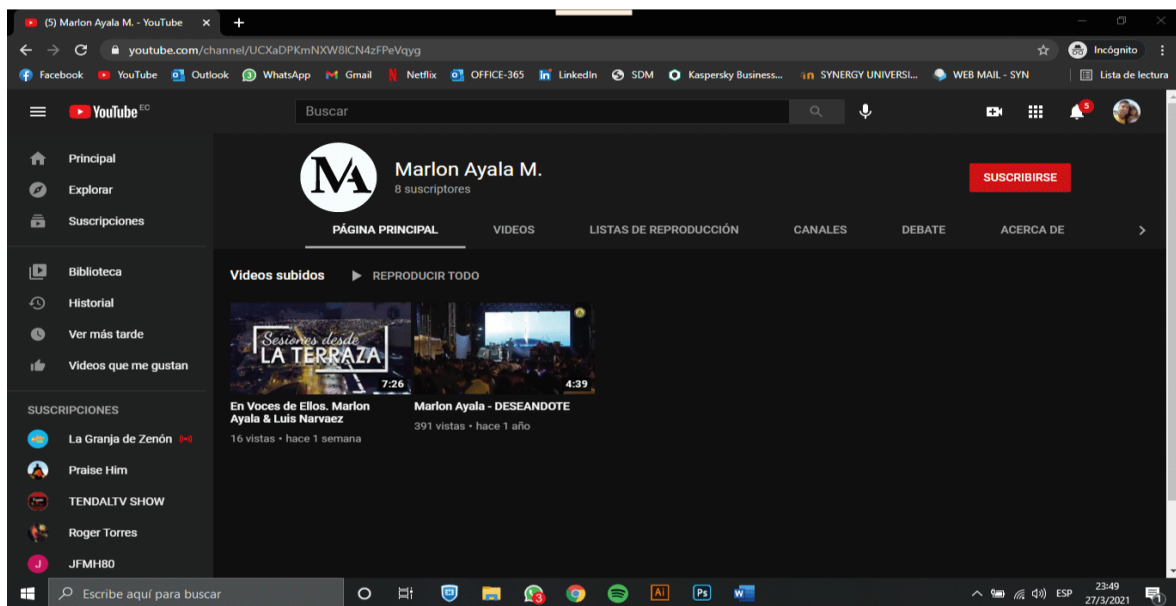 (5) Marlon Ayala M. - YouTube
youtube.com/channel/UCXaDPKmNXW8ICN4zFPeVqyg
Incógnito
Facebook YouTube Outlook WhatsApp Gmail Netflix OFFICE-365 LinkedIn SDM Kaspersky Business... SYNERGY UNIVERSI... WEB MAIL - SYN Lista de lectura
YouTube EC
Buscar
5
Principal
Explorar
Suscripciones
Biblioteca
Historial
Ver más tarde
Videos que me gustan
SUSCRIPCIONES
La Granja de Zenón
Praise Him
TENDALTV SHOW
Roger Torres
J JFMH80
MA
Marlon Ayala M.
8 suscriptores
SUSCRIBIRSE
PÁGINA PRINCIPAL VIDEOS LISTAS DE REPRODUCCIÓN CANALES DEBATE ACERCA DE
Videos subidos REPRODUCIR TODO
Sesiones desde
LA TERRAZA
7:26
En Voces de Ellos. Marlon
Ayala & Luis Narvaez
16 vistas • hace 1 semana
4:39
Marlon Ayala - DESEANDOTE
391 vistas • hace 1 año
Escribe aquí para buscar
3
Ai
Ps
W
ESP
23:49
27/3/2021